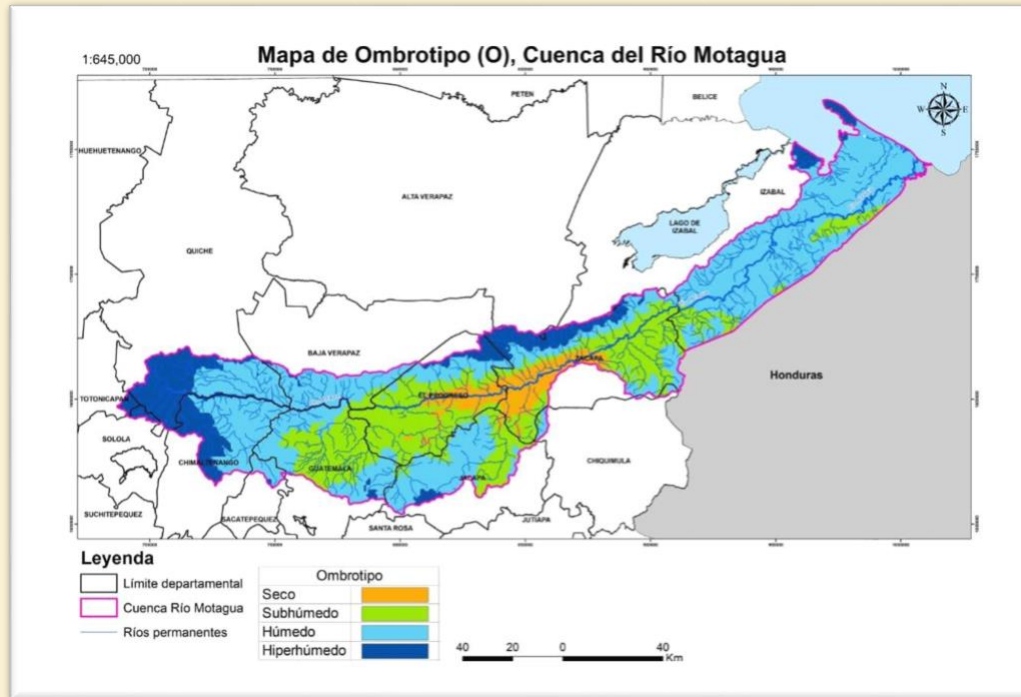 1:645,000
Mapa de Ombrotipo (O), Cuenca del Río Motagua
PETEN
BELICE
N
W
E
S
HUEHUETENANGO
ALTA VERAPAZ
IZABAL
LAGO DE
IZABAL
QUICHE
BAJA VERAPAZ
ZACAPA
Honduras
EL PROGRESO
TOTONICAPAN
SOLOLA
CHIMALTENANGO
GUATEMALA
CHIQUIMULA
JALAPA
SUCHITEPEQUEZ
SACATEPEQUEZ
SANTA ROSA
JUTIAPA
Leyenda
Límite departamental
Cuenca Río Motagua
Ríos permanentes
Ombrotipo
Seco
Subhúmedo
Húmedo
Hiperhúmedo
40 20 0 40
Km